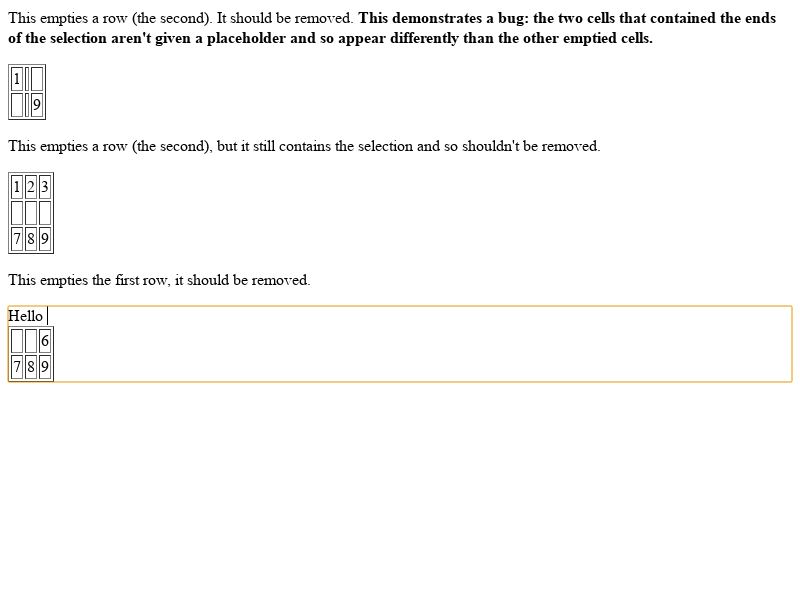 This empties a row (the second). It should be removed. This demonstrates a bug: the two cells that contained the ends
of the selection aren't given a placeholder and so appear differently than the other emptied cells.
1
9
This empties a row (the second), but it still contains the selection and so shouldn't be removed.
1 2 3
7 8 9
This empties the first row, it should be removed.
Hello
6
7 8 9